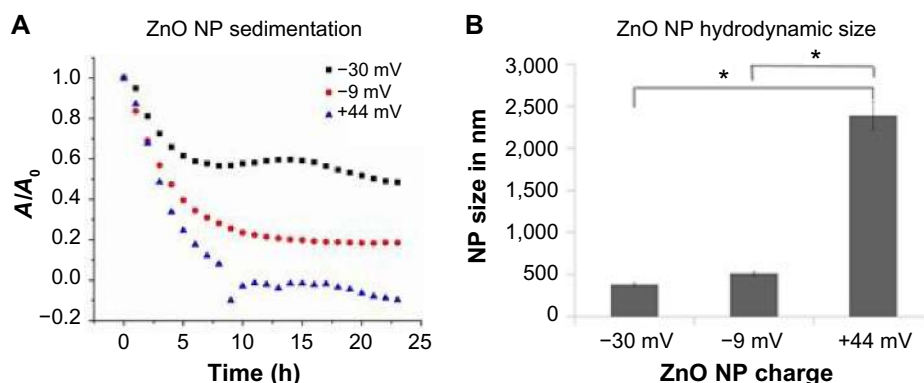 A
ZnO NP sedimentation
1.0
0.8
0.6
0.4
0.2
0.0
−0.2
A/A0
0
5
10
15
20
25
Time (h)
−30 mV
−9 mV
+44 mV
B
ZnO NP hydrodynamic size
*
*
3,000
2,500
2,000
1,500
1,000
500
0
NP size in nm
−30 mV
−9 mV
+44 mV
ZnO NP charge